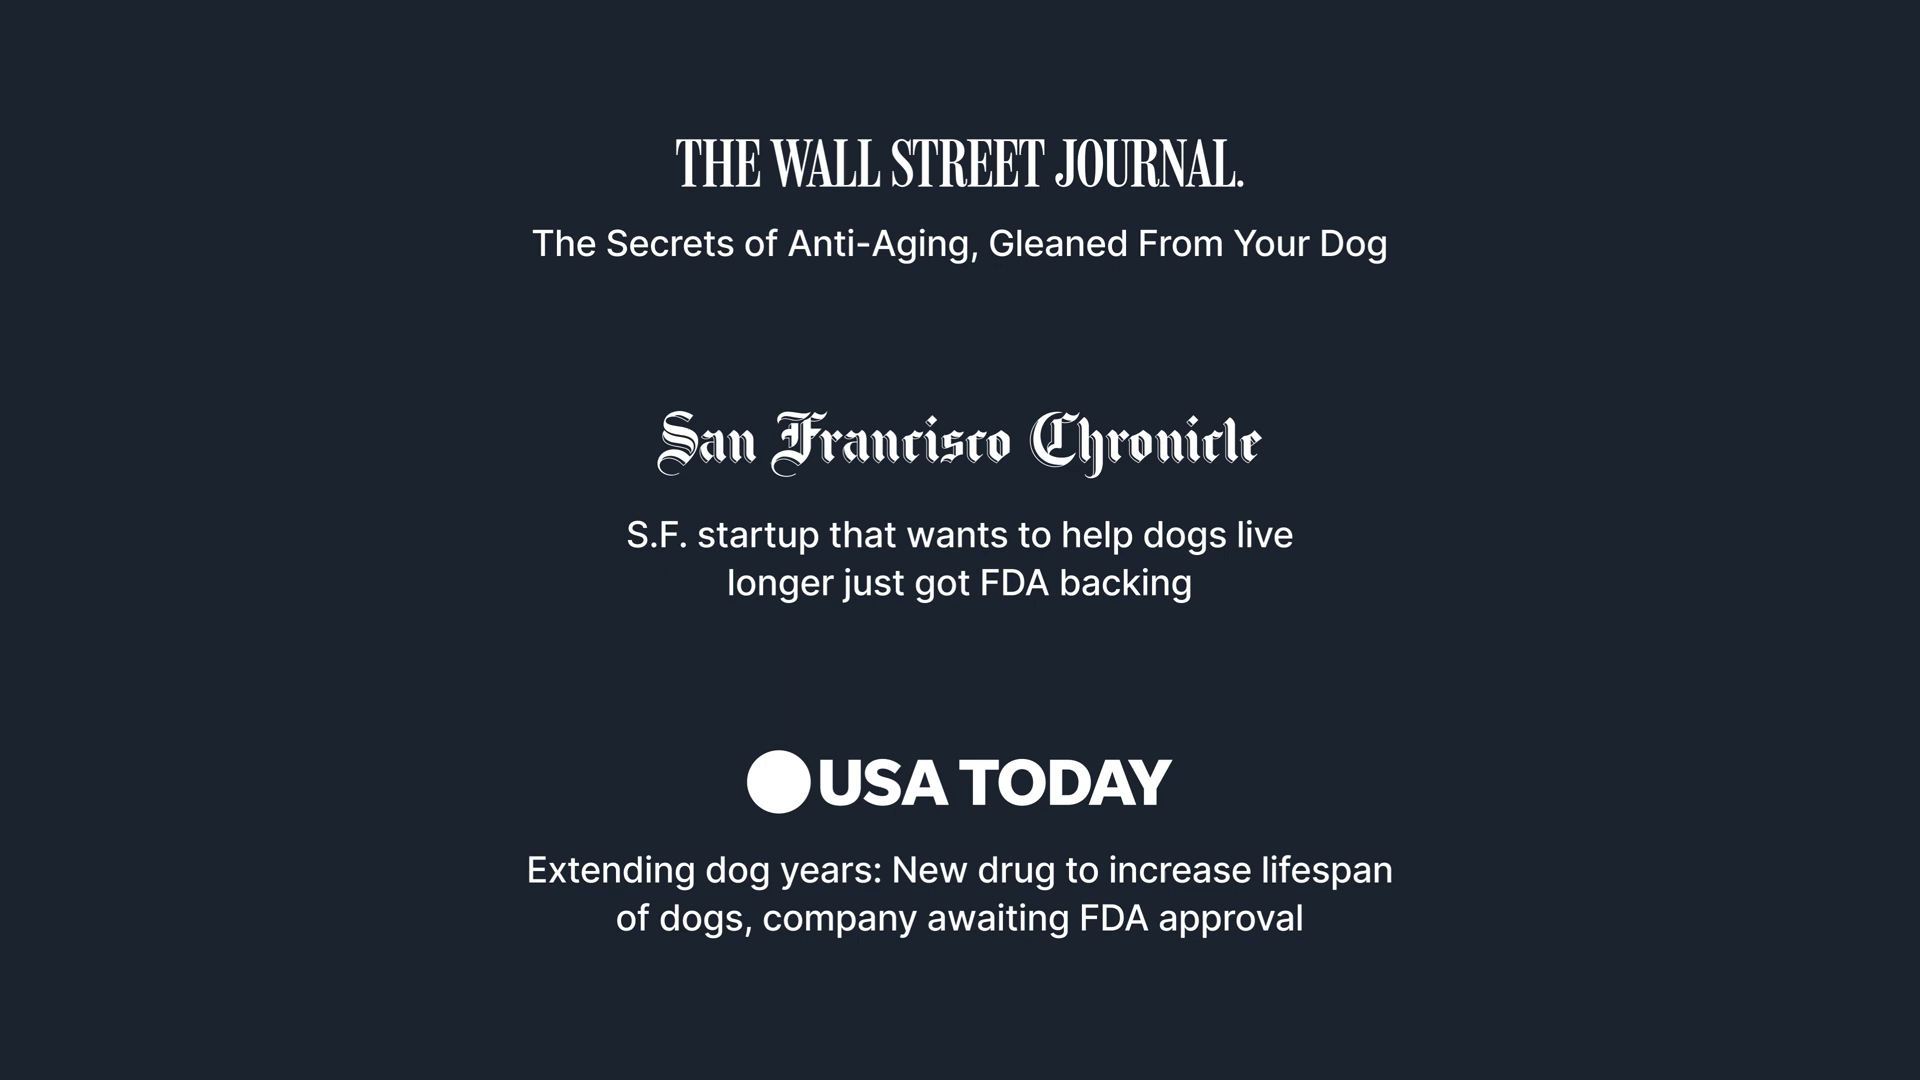 THE WALL STREET JOURNAL.
The Secrets of Anti-Aging, Gleaned From Your Dog
San Francisco Chronicle
S.F. startup that wants to help dogs live
longer just got FDA backing
USA TODAY
Extending dog years: New drug to increase lifespan
of dogs, company awaiting FDA approval